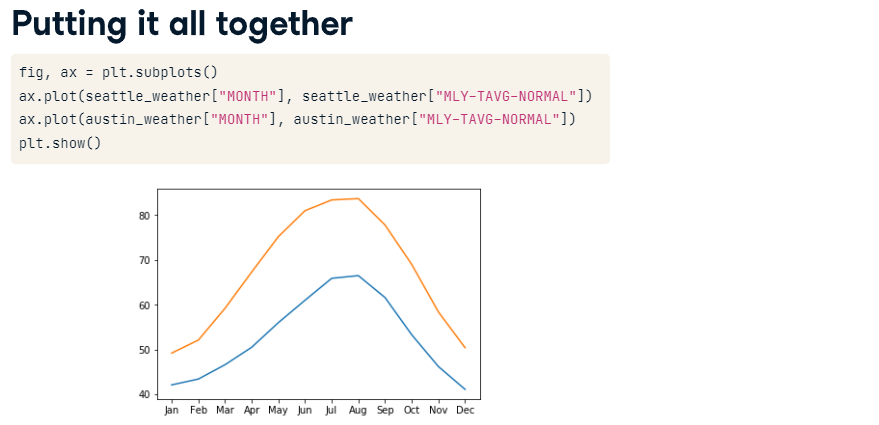 Putting it all together
fig, ax = plt.subplots()
ax.plot(seattle_weather["MONTH"], seattle_weather["MLY-TAVG-NORMAL"])
ax.plot(austin_weather["MONTH"], austin_weather["MLY-TAVG-NORMAL"])
plt.show()
80
70
60
50
40
Jan Feb Mar Apr May Jun Jul Aug Sep Oct Nov Dec